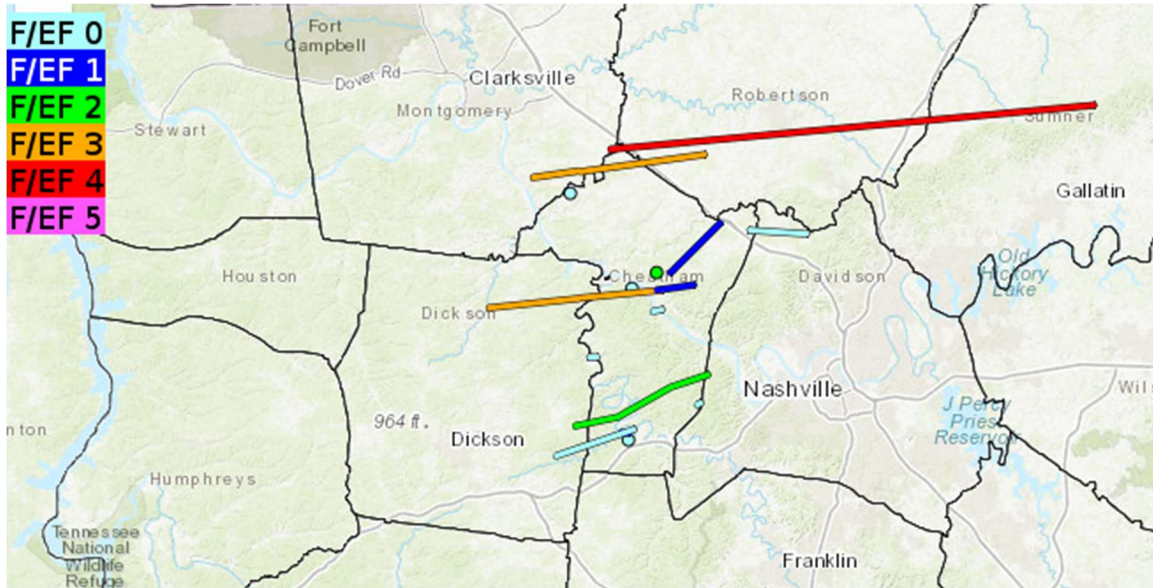 F/EF 0
F/EF 1
F/EF 2
F/EF 3
F/EF 4
F/EF 5
Fort
Campbell
Dover Rd
Clarksville
Montgomery
Robertson
Stewart
Sumner
Gallatin
Houston
Cheatham
Davidson
Old
Hickory
Lake
Dickson
Nashville
Wils
964 ft.
Dickson
J Percy
Priest
Reservoir
nton
Humphreys
Tennessee
National
Wildlife
Refuge
Franklin